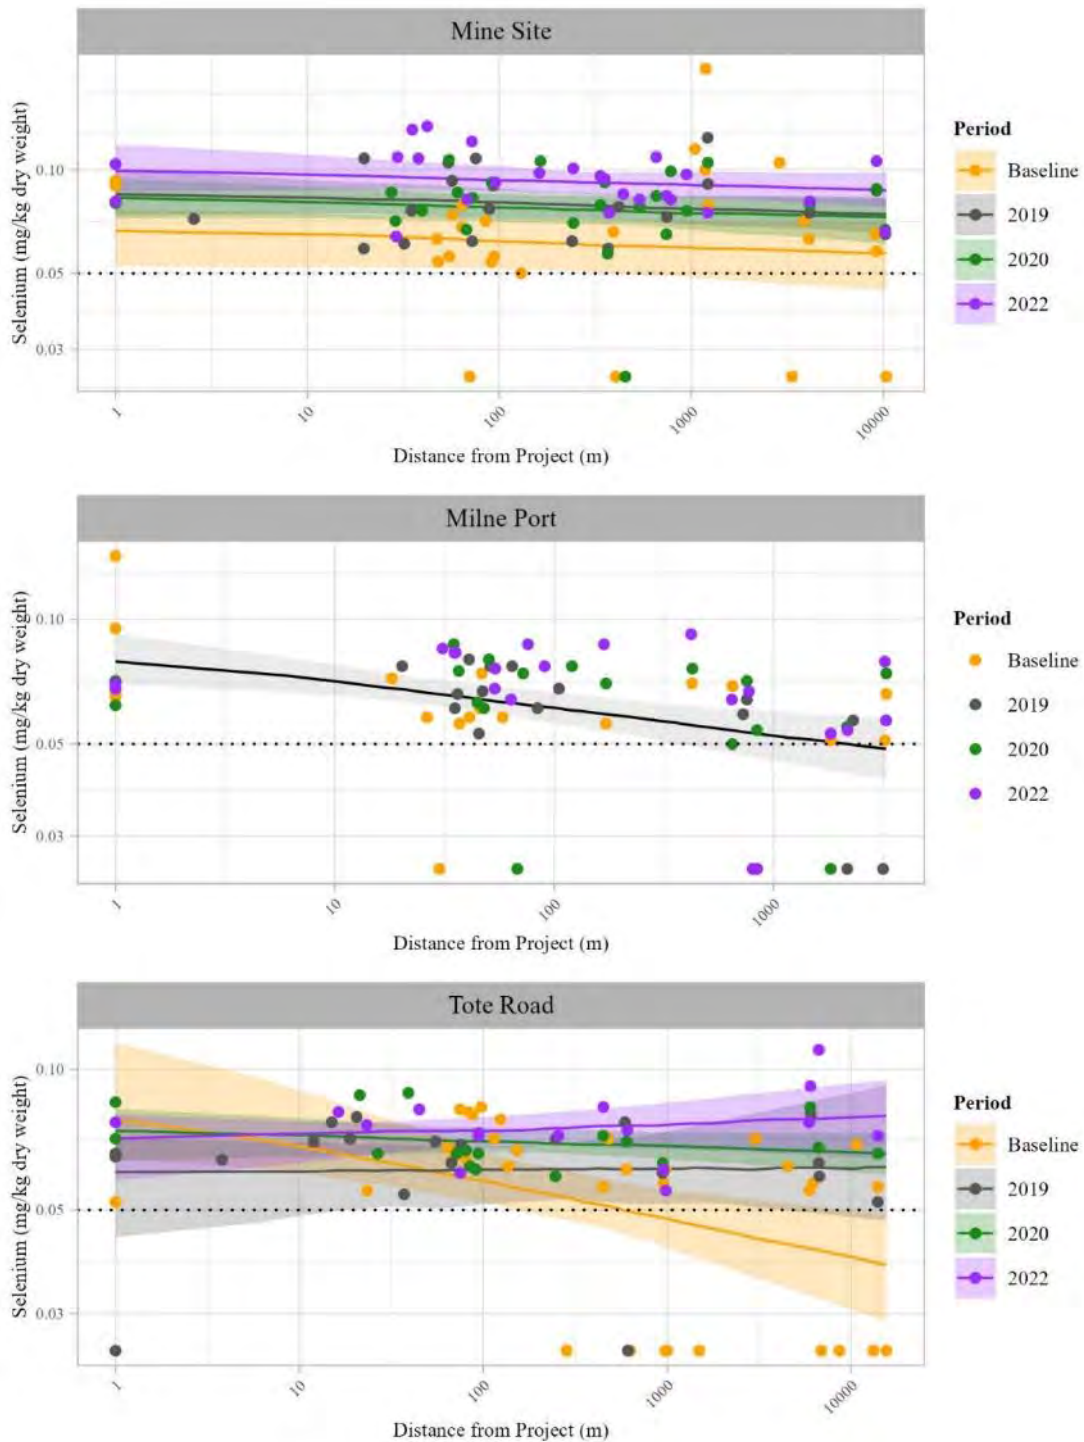 Mine Site
Selenium (mg/kg dry weight)
0.10
0.05
0.03
1
10
100
1000
10000
Distance from Project (m)
Period
Baseline
2019
2020
2022
Milne Port
Selenium (mg/kg dry weight)
0.10
0.05
0.03
1
10
100
1000
Distance from Project (m)
Period
Baseline
2019
2020
2022
Tote Road
Selenium (mg/kg dry weight)
0.10
0.05
0.03
1
10
100
1000
10000
Distance from Project (m)
Period
Baseline
2019
2020
2022